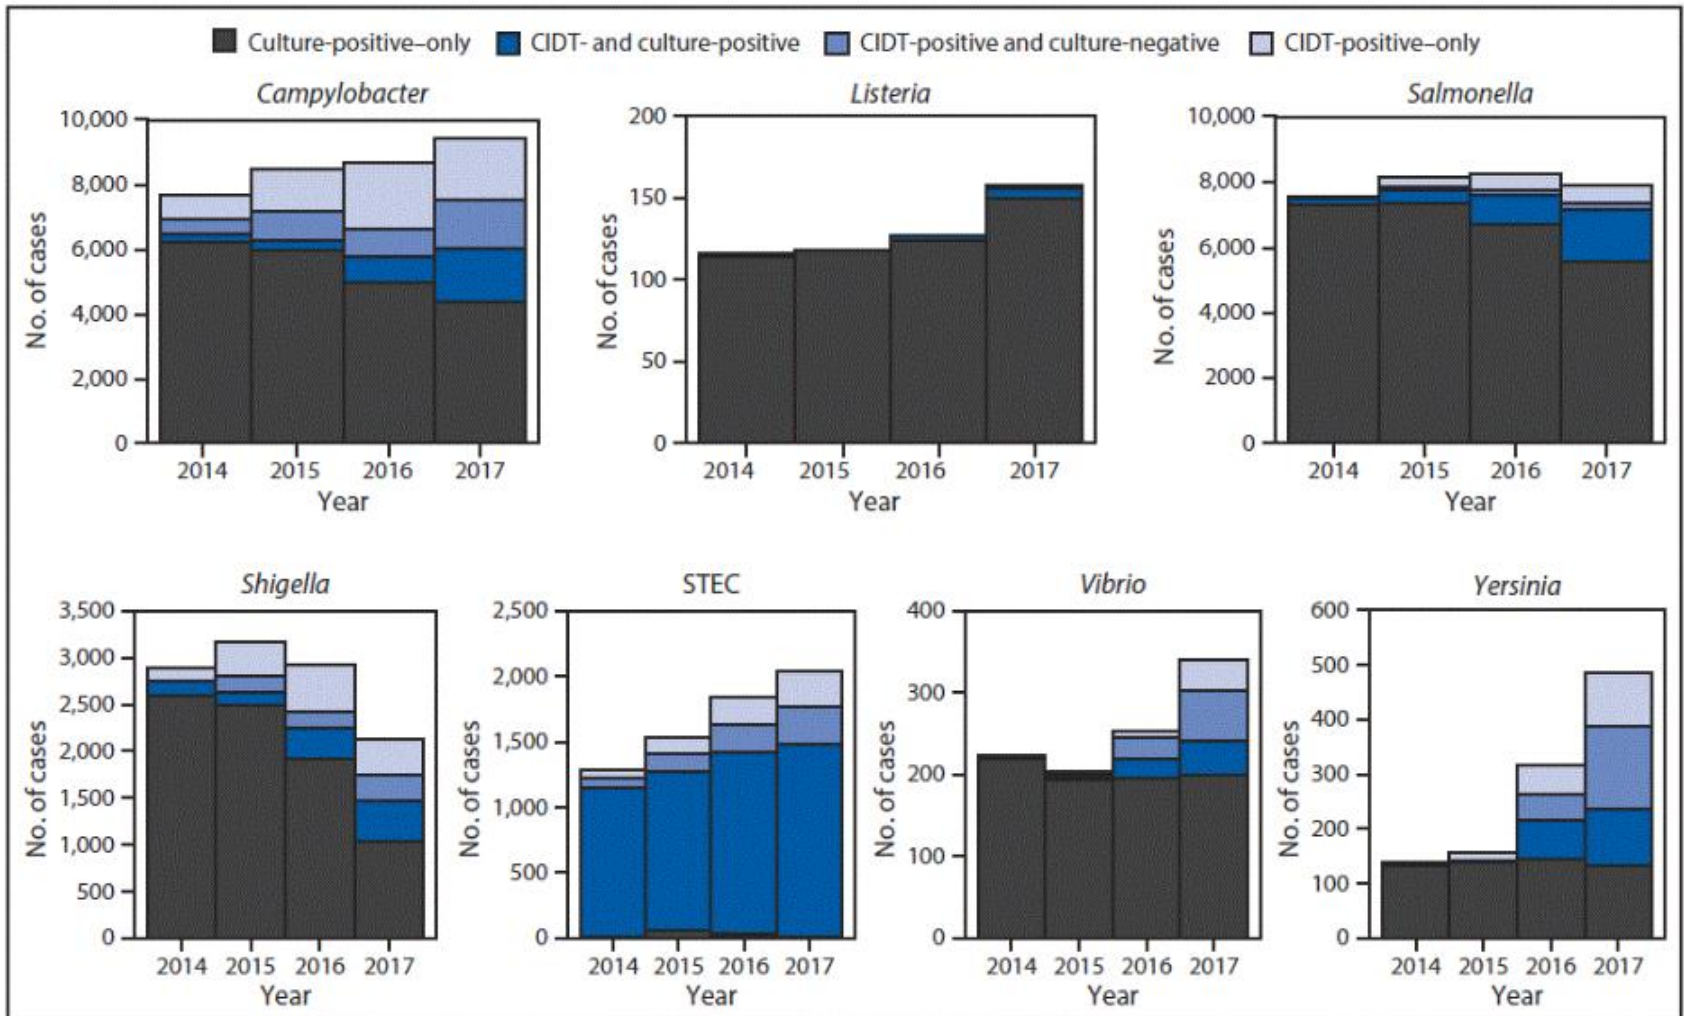 Culture-positive–only CIDT- and culture-positive CIDT-positive and culture-negative CIDT-positive–only
Campylobacter
10,000
8,000
6,000
4,000
2,000
0
No. of cases
2014 2015 2016 2017
Year
Listeria
200
150
100
50
0
No. of cases
2014 2015 2016 2017
Year
Salmonella
10,000
8,000
6,000
4,000
2000
0
No. of cases
2014 2015 2016 2017
Year
Shigella
3,500
3,000
2,500
2,000
1,500
1,000
500
0
No. of cases
2014 2015 2016 2017
Year
STEC
2,500
2,000
1,500
1,000
500
0
No. of cases
2014 2015 2016 2017
Year
Vibrio
400
300
200
100
0
No. of cases
2014 2015 2016 2017
Year
Yersinia
600
500
400
300
200
100
0
No. of cases
2014 2015 2016 2017
Year